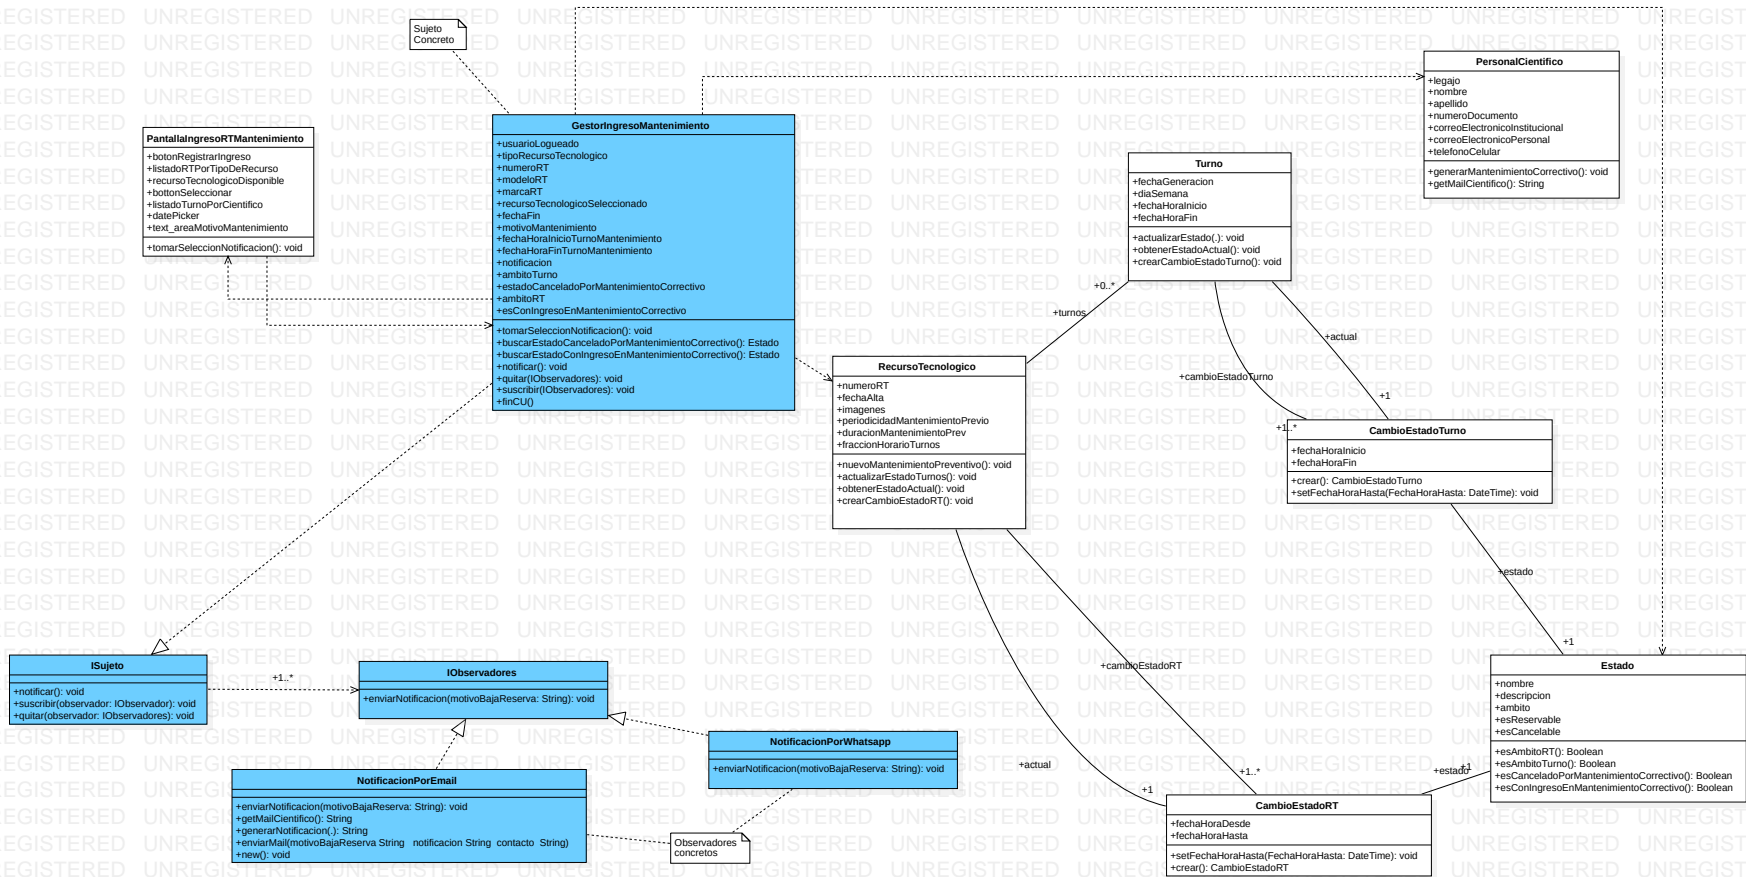 UNREGISTERED
Sujeto
Concreto
PantallaIngresoRTMantenimiento
+botonRegistrarIngreso
+listadoRTPorTipoDeRecurso
+recursoTecnologicoDisponible
+bottonSeleccionar
+listadoTurnoPorCientifico
+datePicker
+text_areaMotivoMantenimiento
+tomarSeleccionNotificacion(): void
GestorIngresoMantenimiento
+usuarioLogueado
+tipoRecursoTecnologico
+numeroRT
+modeloRT
+marcaRT
+recursoTecnologicoSeleccionado
+fechaFin
+motivoMantenimiento
+fechaHoraInicioTurnoMantenimiento
+fechaHoraFinTurnoMantenimiento
+notificacion
+ambitoTurno
+estadoCanceladoPorMantenimientoCorrectivo
+ambitoRT
+esConIngresoEnMantenimientoCorrectivo
+tomarSeleccionNotificacion(): void
+buscarEstadoCanceladoPorMantenimientoCorrectivo(): Estado
+buscarEstadoConIngresoEnMantenimientoCorrectivo(): Estado
+notificar(): void
+quitar(IObservadores): void
+suscribir(IObservadores): void
+finCU()
PersonalCientifico
+legajo
+nombre
+apellido
+numeroDocumento
+correoElectronicoInstitucional
+correoElectronicoPersonal
+telefonoCelular
+generarMantenimientoCorrectivo(): void
+getMailCientifico(): String
Turno
+fechaGeneracion
+diaSemana
+fechaHoraInicio
+fechaHoraFin
+actualizarEstado(.): void
+obtenerEstadoActual(): void
+crearCambioEstadoTurno(): void
+0..*
+turnos
+actual
+cambioEstadoTurno
+1
+1..*
RecursoTecnologico
+numeroRT
+fechaAlta
+imagenes
+periodicidadMantenimientoPrevio
+duracionMantenimientoPrev
+fraccionHorarioTurnos
+nuevoMantenimientoPreventivo(): void
+actualizarEstadoTurnos(): void
+obtenerEstadoActual(): void
+crearCambioEstadoRT(): void
CambioEstadoTurno
+fechaHoraInicio
+fechaHoraFin
+crear(): CambioEstadoTurno
+setFechaHoraHasta(FechaHoraHasta: DateTime): void
+estado
+1
ISujeto
+notificar(): void
+suscribir(observador: IObservador): void
+quitar(observador: IObservadores): void
+1..*
IObservadores
+enviarNotificacion(motivoBajaReserva: String): void
NotificacionPorWhatsapp
+enviarNotificacion(motivoBajaReserva: String): void
NotificacionPorEmail
+enviarNotificacion(motivoBajaReserva: String): void
+getMailCientifico(): String
+generarNotificacion(.): String
+enviarMail(motivoBajaReserva String notificacion String contacto String)
+new(): void
Observadores
concretos
+cambioEstadoRT
+actual
+1
+1..*
Estado
+nombre
+descripcion
+ambito
+esReservable
+esCancelable
+esAmbitoRT(): Boolean
+esAmbitoTurno(): Boolean
+esCanceladoPorMantenimientoCorrectivo(): Boolean
+esConIngresoEnMantenimientoCorrectivo(): Boolean
+estado
+1
CambioEstadoRT
+fechaHoraDesde
+fechaHoraHasta
+setFechaHoraHasta(FechaHoraHasta: DateTime): void
+crear(): CambioEstadoRT